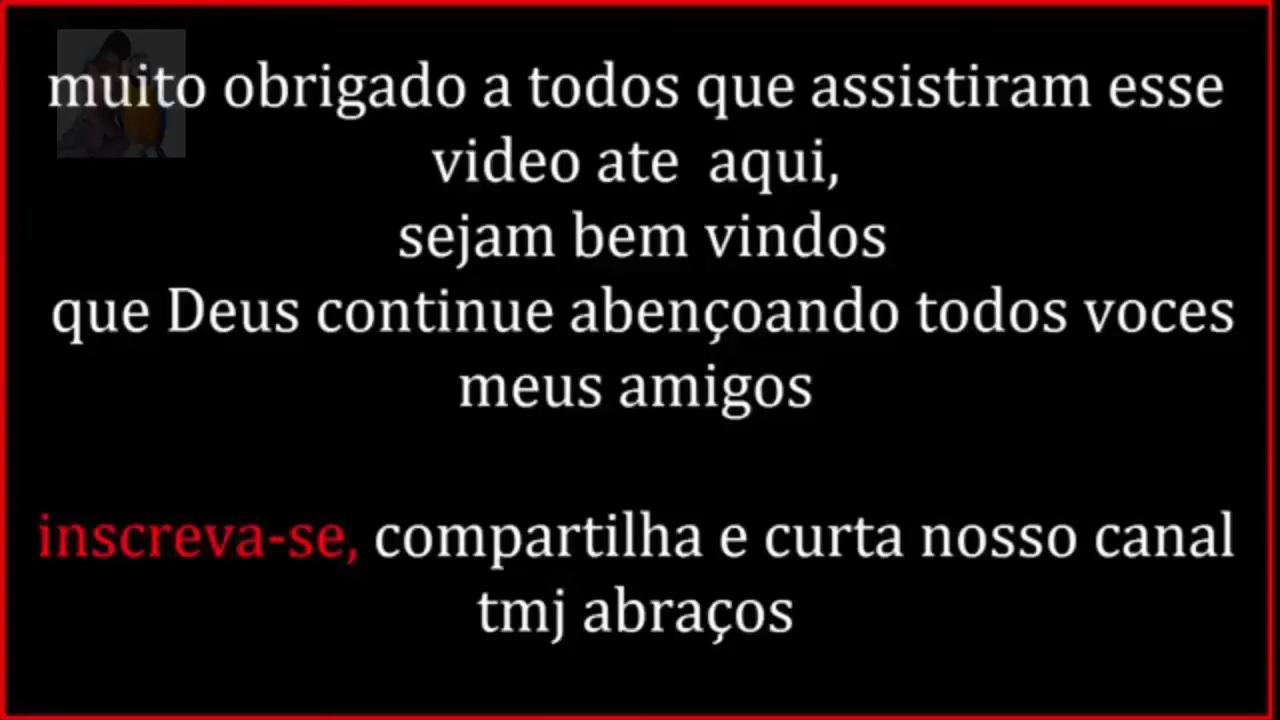 muito obrigado a todos que assistiram esse
video ate aqui,
sejam bem vindos
que Deus continue abençoando todos voces
meus amigos
inscreva-se, compartilha e curta nosso canal
tmj abraços